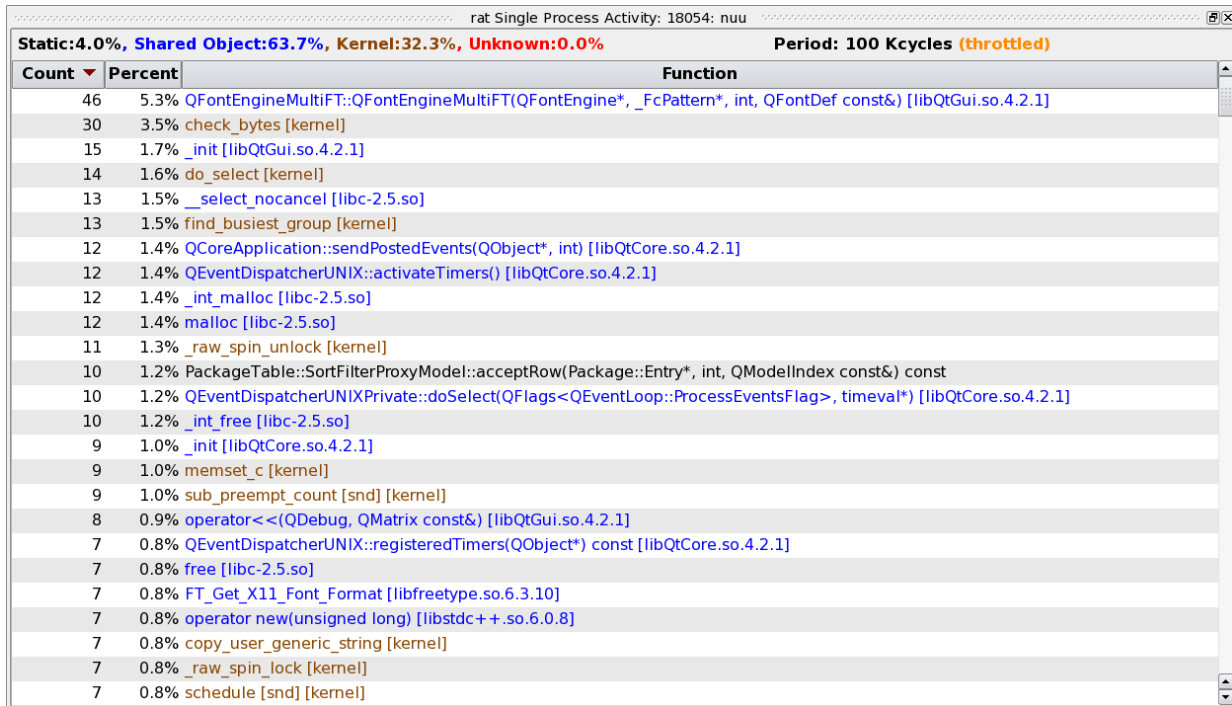 rat Single Process Activity: 18054: nuu
Static:4.0%, Shared Object:63.7%, Kernel:32.3%, Unknown:0.0% Period: 100 Kcycles (throttled)
Count Percent Function
46 5.3% QFontEngineMultiFT::QFontEngineMultiFT(QFontEngine*, _FcPattern*, int, QFontDef const&) [libQtGui.so.4.2.1]
30 3.5% check_bytes [kernel]
15 1.7% _init [libQtGui.so.4.2.1]
14 1.6% do_select [kernel]
13 1.5% __select_nocancel [libc-2.5.so]
13 1.5% find_busiest_group [kernel]
12 1.4% QCoreApplication::sendPostedEvents(QObject*, int) [libQtCore.so.4.2.1]
12 1.4% QEventDispatcherUNIX::activateTimers() [libQtCore.so.4.2.1]
12 1.4% _int_malloc [libc-2.5.so]
12 1.4% malloc [libc-2.5.so]
11 1.3% _raw_spin_unlock [kernel]
10 1.2% PackageTable::SortFilterProxyModel::acceptRow(Package::Entry*, int, QModelIndex const&) const
10 1.2% QEventDispatcherUNIXPrivate::doSelect(QFlags<QEventLoop::ProcessEventsFlag>, timeval*) [libQtCore.so.4.2.1]
10 1.2% _int_free [libc-2.5.so]
9 1.0% _init [libQtCore.so.4.2.1]
9 1.0% memset_c [kernel]
9 1.0% sub_preempt_count [snd] [kernel]
8 0.9% operator<<(QDebug, QMatrix const&) [libQtGui.so.4.2.1]
7 0.8% QEventDispatcherUNIX::registeredTimers(QObject*) const [libQtCore.so.4.2.1]
7 0.8% free [libc-2.5.so]
7 0.8% FT_Get_X11_Font_Format [libfreetype.so.6.3.10]
7 0.8% operator new(unsigned long) [libstdc++.so.6.0.8]
7 0.8% copy_user_generic_string [kernel]
7 0.8% _raw_spin_lock [kernel]
7 0.8% schedule [snd] [kernel]